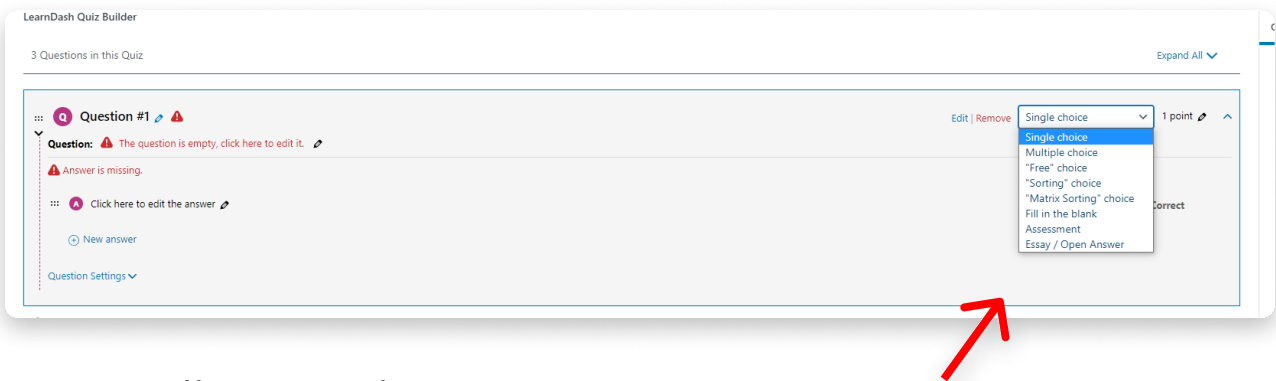 LearnDash Quiz Builder
3 Questions in this Quiz
Expand All
Q Question #1
Edit | Remove
Single choice
1 point
Question: The question is empty, click here to edit it.
Single choice
Multiple choice
"Free" choice
"Sorting" choice
"Matrix Sorting" choice
Fill in the blank
Assessment
Essay / Open Answer
Answer is missing.
A Click here to edit the answer
Correct
New answer
Question Settings